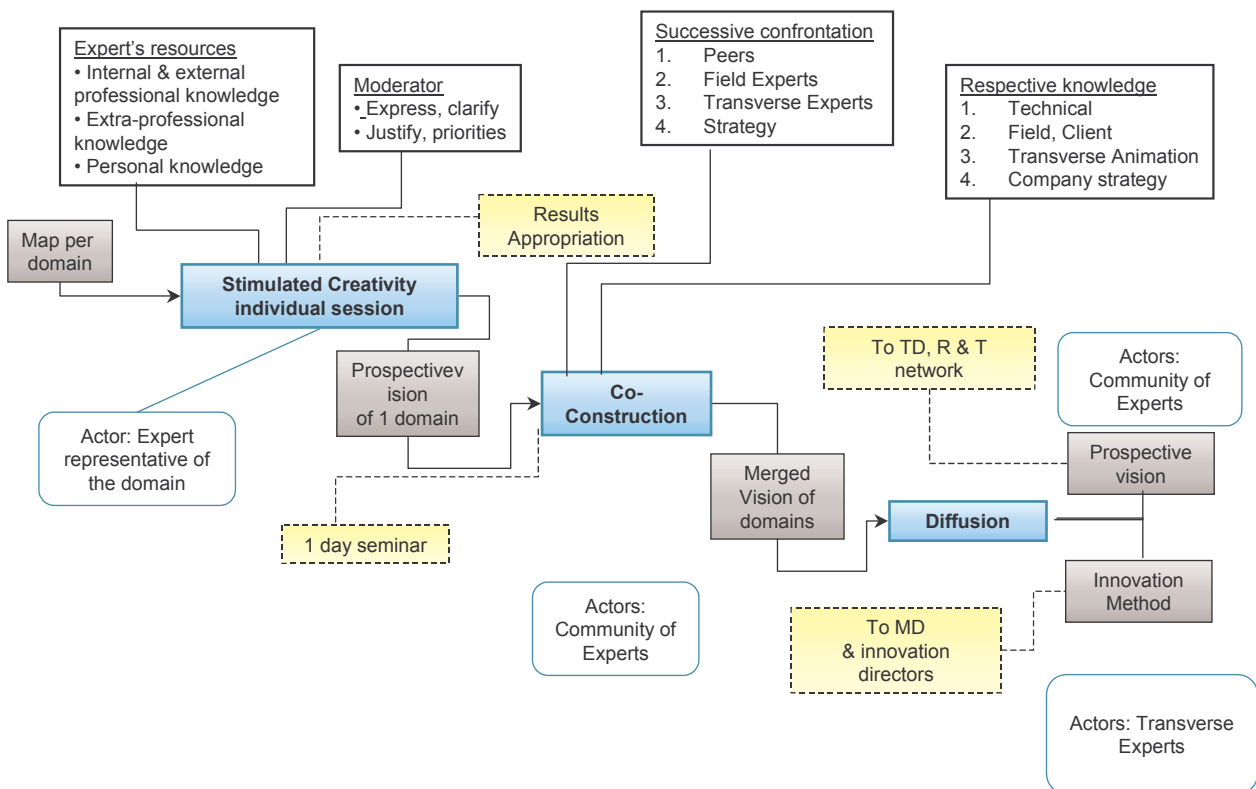 Expert’s resources
• Internal & external
professional knowledge
• Extra-professional
knowledge
• Personal knowledge
Moderator
• Express, clarify
• Justify, priorities
Successive confrontation
1. Peers
2. Field Experts
3. Transverse Experts
4. Strategy
Respective knowledge
1. Technical
2. Field, Client
3. Transverse Animation
4. Company strategy
Map per
domain
Results
Appropriation
Stimulated Creativity
individual session
Prospectivev
ision
of 1 domain
Actor: Expert
representative of
the domain
Co-
Construction
1 day seminar
To TD, R & T
network
Actors:
Community of
Experts
Prospective
vision
Merged
Vision of
domains
Diffusion
Innovation
Method
Actors:
Community of
Experts
To MD
& innovation
directors
Actors: Transverse
Experts